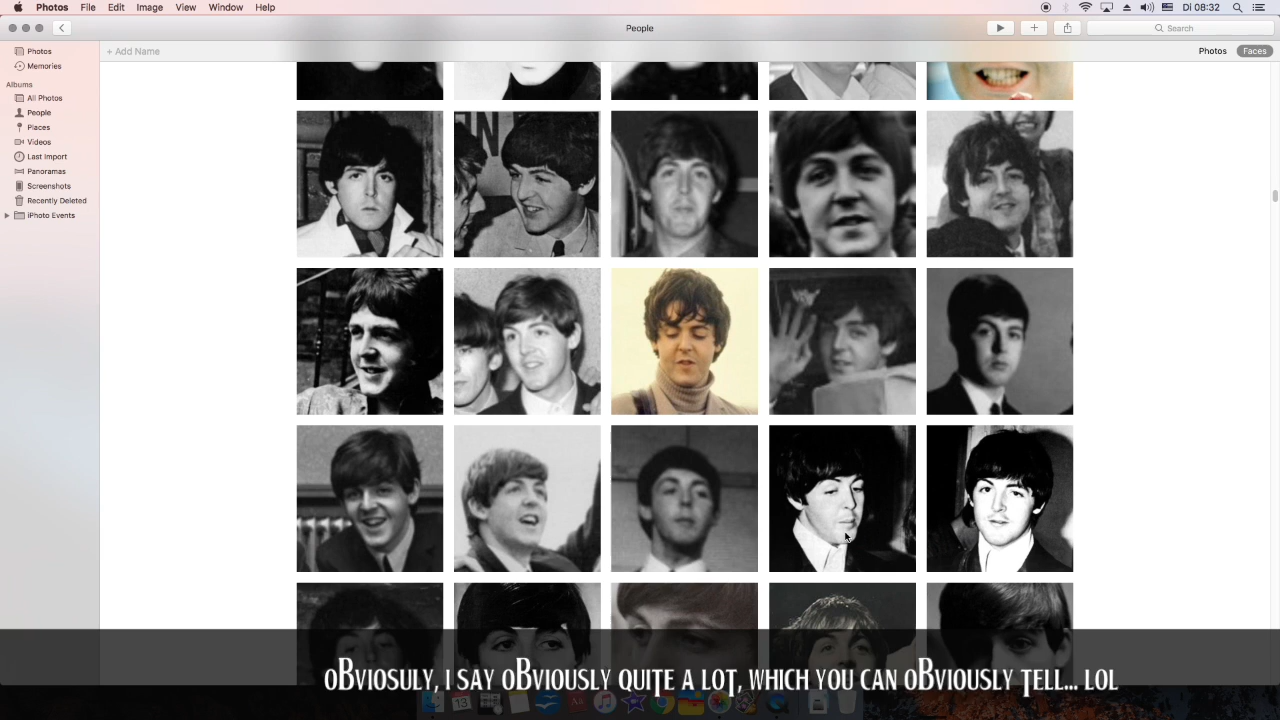 Photos File Edit Image View Window Help Di 08:32
People Search
+ Add Name Photos Faces
Photos
Memories
Albums
All Photos
People
Places
Videos
Last Import
Panoramas
Screenshots
Recently Deleted
iPhoto Events
IN
oBviosuly, i say oBviously quite a lot, which you can oBviously tell... lol
13